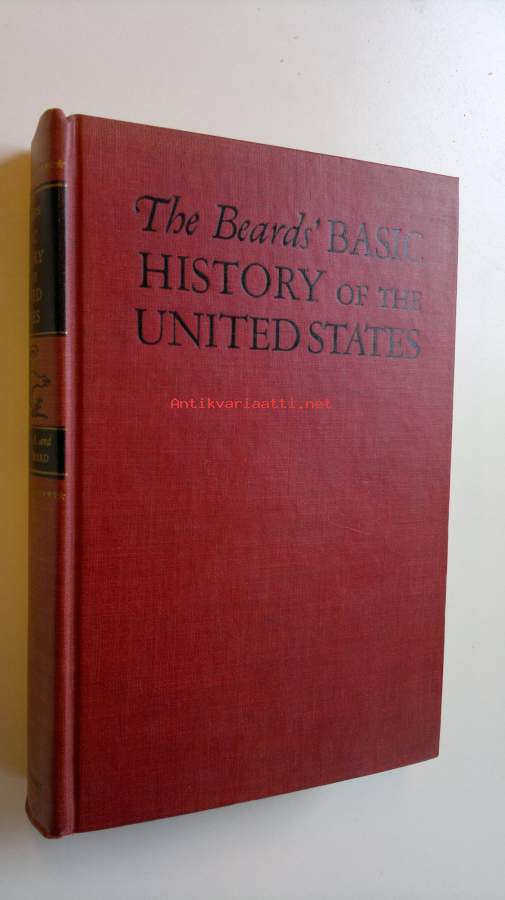 The Beards' BASIC
HISTORY OF THE
UNITED STATES
Antikvariaatti.net